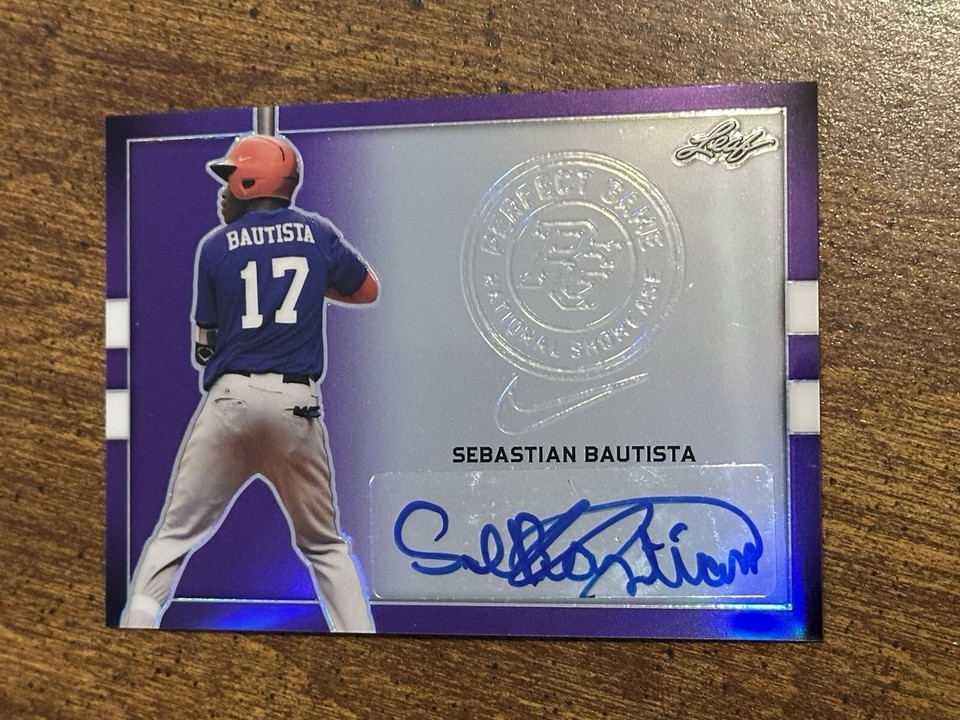 Leaf
BAUTISTA
17
PERFECT GAME
PG
NATIONAL SHOWCASE
SEBASTIAN BAUTISTA